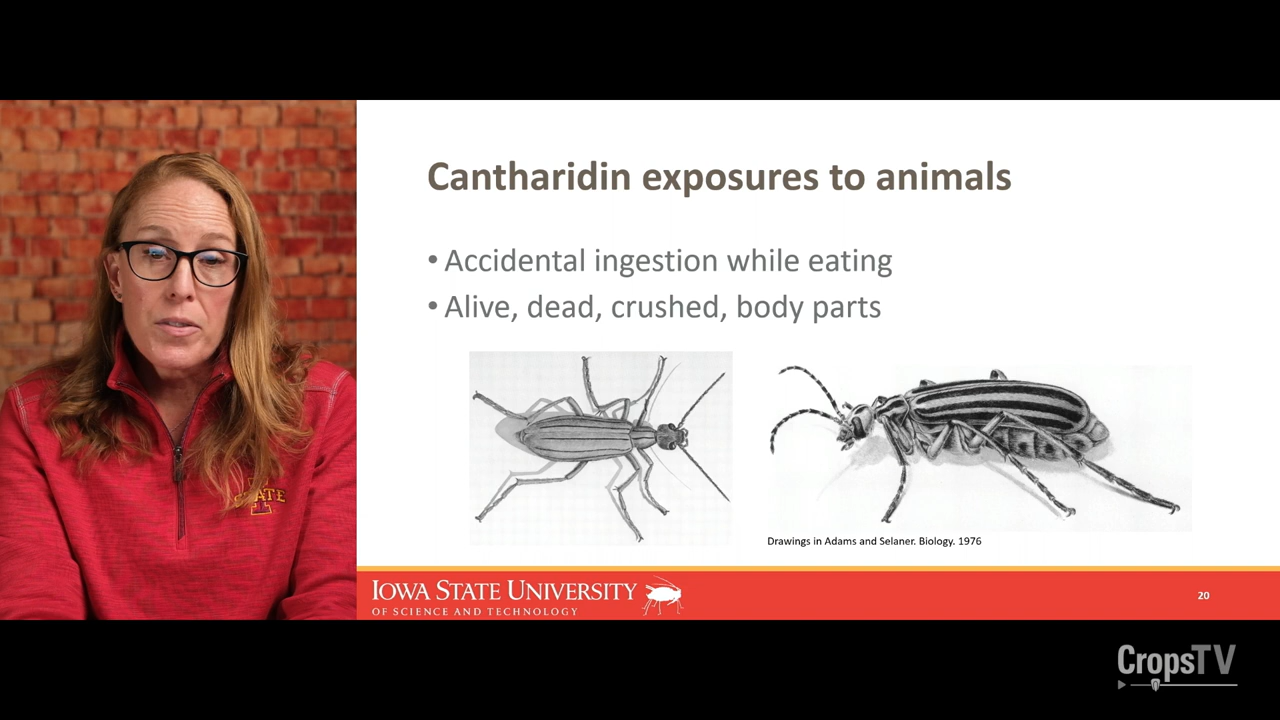 Cantharidin exposures to animals
• Accidental ingestion while eating
• Alive, dead, crushed, body parts
Drawings in Adams and Selaner. Biology. 1976
IOWA STATE UNIVERSITY
OF SCIENCE AND TECHNOLOGY
20
STATE
CropsTV